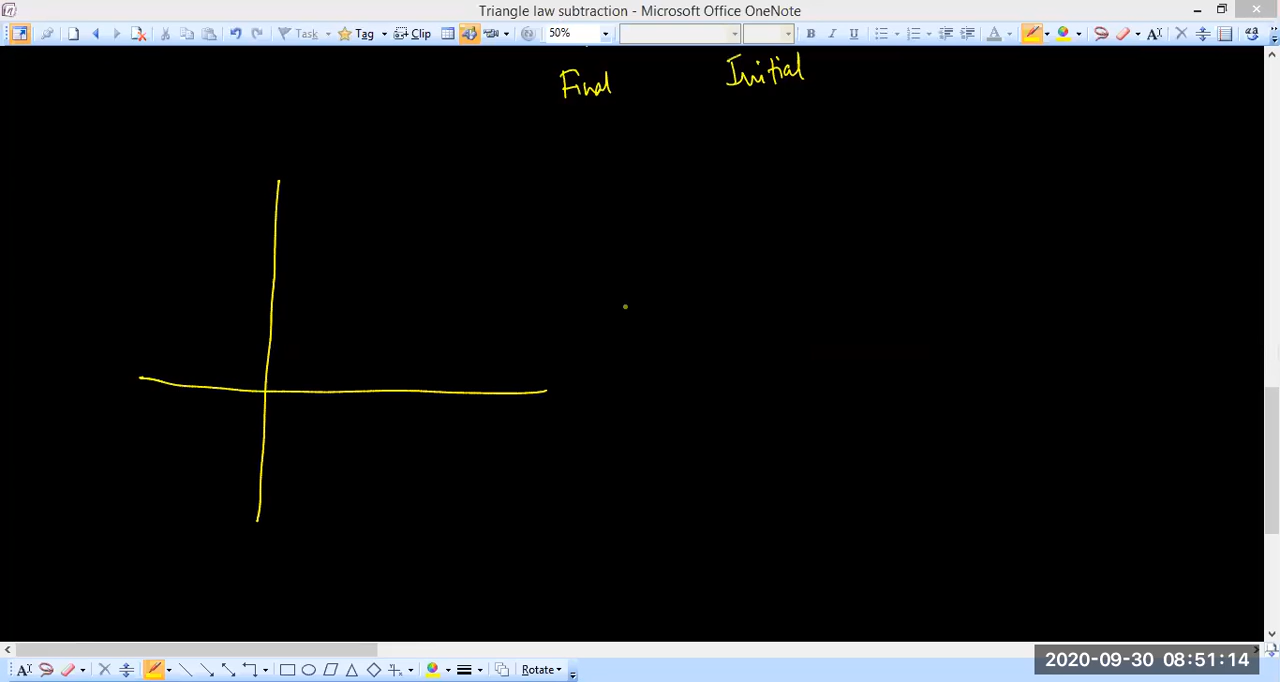 Triangle law subtraction - Microsoft Office OneNote
Task Tag Clip 50% B I U A
Final Initial
Rotate
2020-09-30 08:51:14